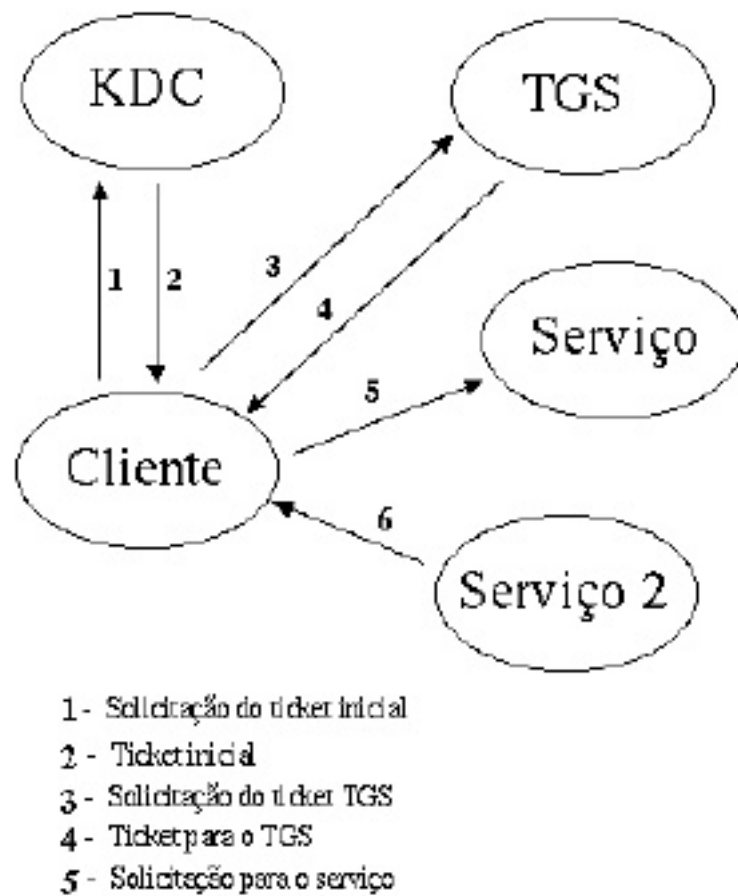 KDC
TGS
1
2
3
4
Serviço
5
Cliente
6
Serviço 2
1 - Solicitação do ticket inicial
2 - Ticket inicial
3 - Solicitação do ticket TGS
4 - Ticket para o TGS
5 - Solicitação para o serviço